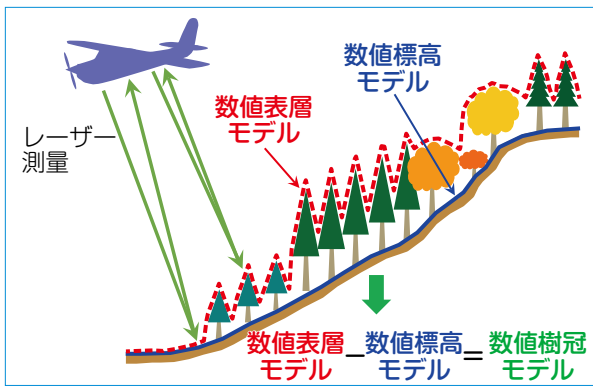 数値標高
モデル
数値表層
モデル
レーザー
測量
数値表層−数値標高=数値樹冠
モデル モデル モデル